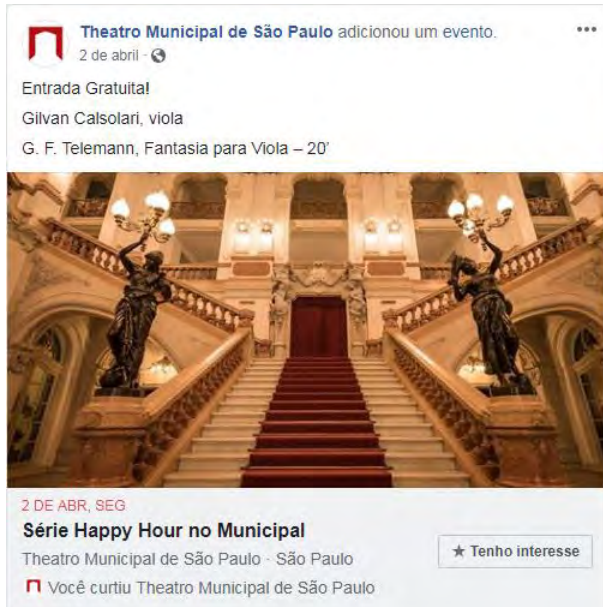 Theatro Municipal de São Paulo adicionou um evento.
2 de abril ·
Entrada Gratuita!
Gilvan Calsolari, viola
G. F. Telemann, Fantasia para Viola – 20’
2 DE ABR, SEG
Série Happy Hour no Municipal
Theatro Municipal de São Paulo · São Paulo
★ Tenho interesse
Você curtiu Theatro Municipal de São Paulo